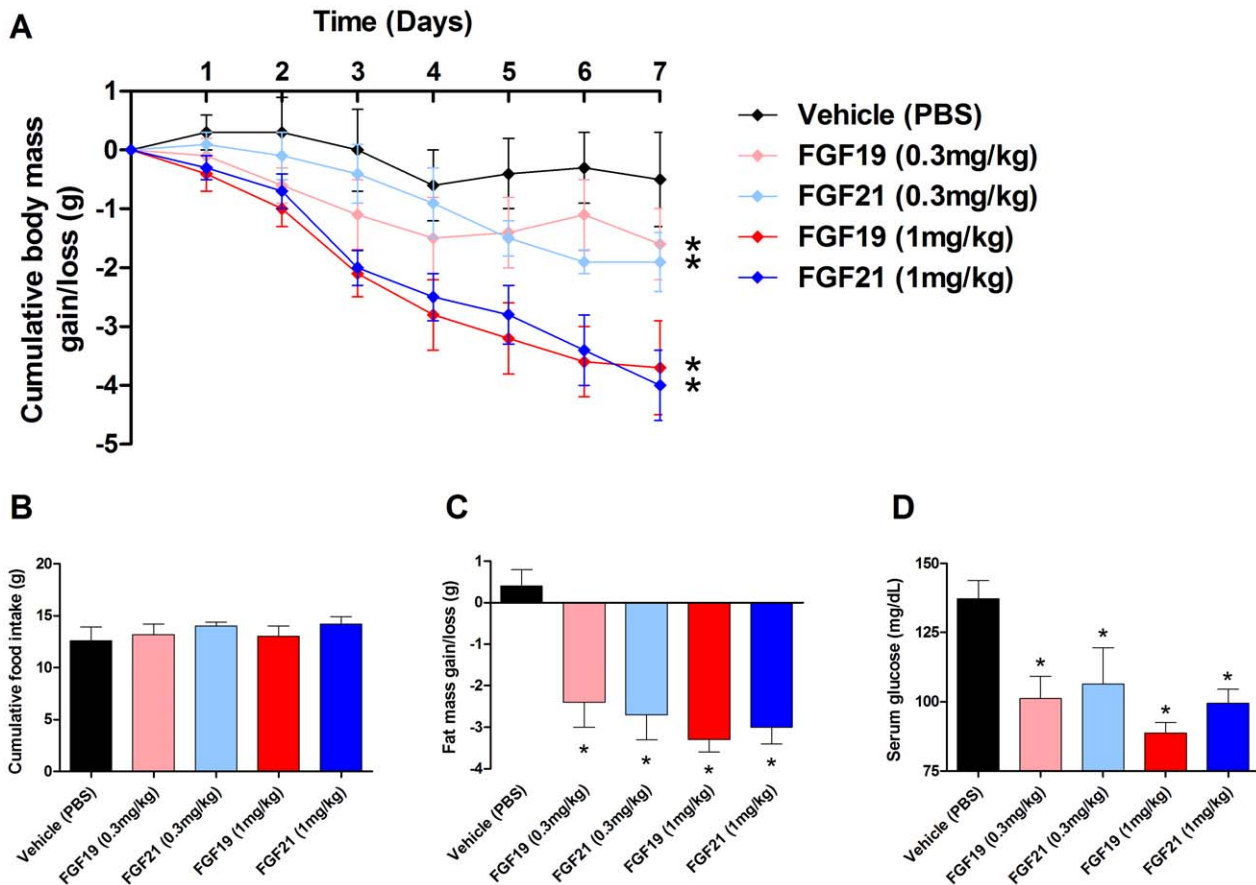 A
Time (Days)
1 2 3 4 5 6 7
1
0
-1
-2
-3
-4
-5
Cumulative body mass
gain/loss (g)
Vehicle (PBS)
FGF19 (0.3mg/kg)
FGF21 (0.3mg/kg)
FGF19 (1mg/kg)
FGF21 (1mg/kg)
*
*
*
*
B
Cumulative food intake (g)
20
15
10
5
0
Vehicle (PBS)
FGF19 (0.3mg/kg)
FGF21 (0.3mg/kg)
FGF19 (1mg/kg)
FGF21 (1mg/kg)
C
Fat mass gain/loss (g)
1
0
-1
-2
-3
-4
* * * *
Vehicle (PBS)
FGF19 (0.3mg/kg)
FGF21 (0.3mg/kg)
FGF19 (1mg/kg)
FGF21 (1mg/kg)
D
Serum glucose (mg/dL)
150
125
100
75
* * * *
Vehicle (PBS)
FGF19 (0.3mg/kg)
FGF21 (0.3mg/kg)
FGF19 (1mg/kg)
FGF21 (1mg/kg)